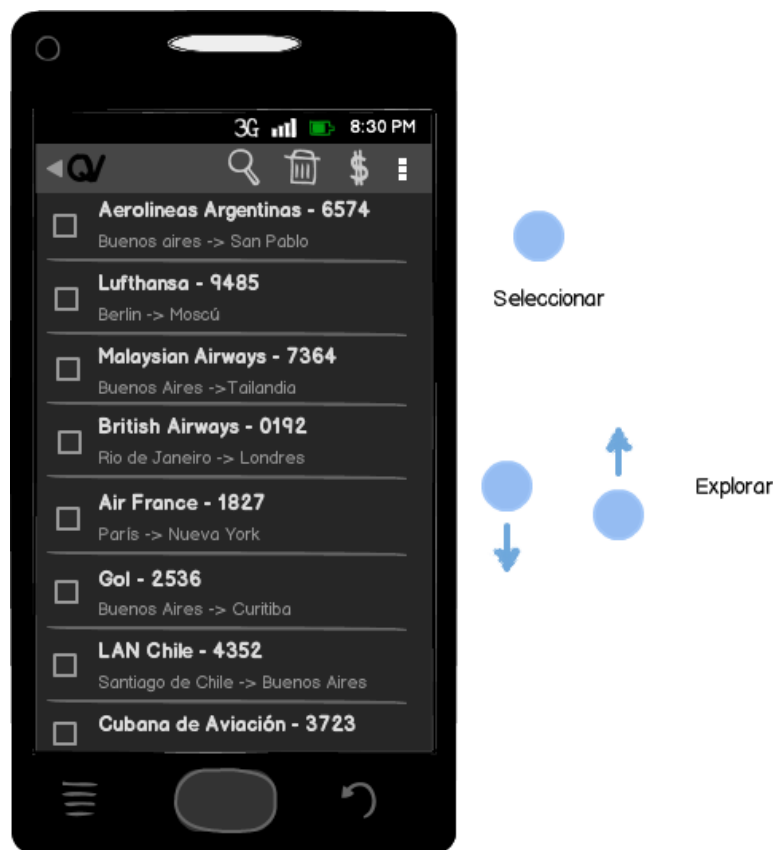 3G 8:30 PM
QV $
Aerolineas Argentinas - 6574
Buenos aires -> San Pablo
Lufthansa - 9485
Berlin -> Moscú
Malaysian Airways - 7364
Buenos Aires ->Tailandia
British Airways - 0192
Rio de Janeiro -> Londres
Air France - 1827
París -> Nueva York
Gol - 2536
Buenos Aires -> Curitiba
LAN Chile - 4352
Santiago de Chile -> Buenos Aires
Cubana de Aviación - 3723
Seleccionar
Explorar